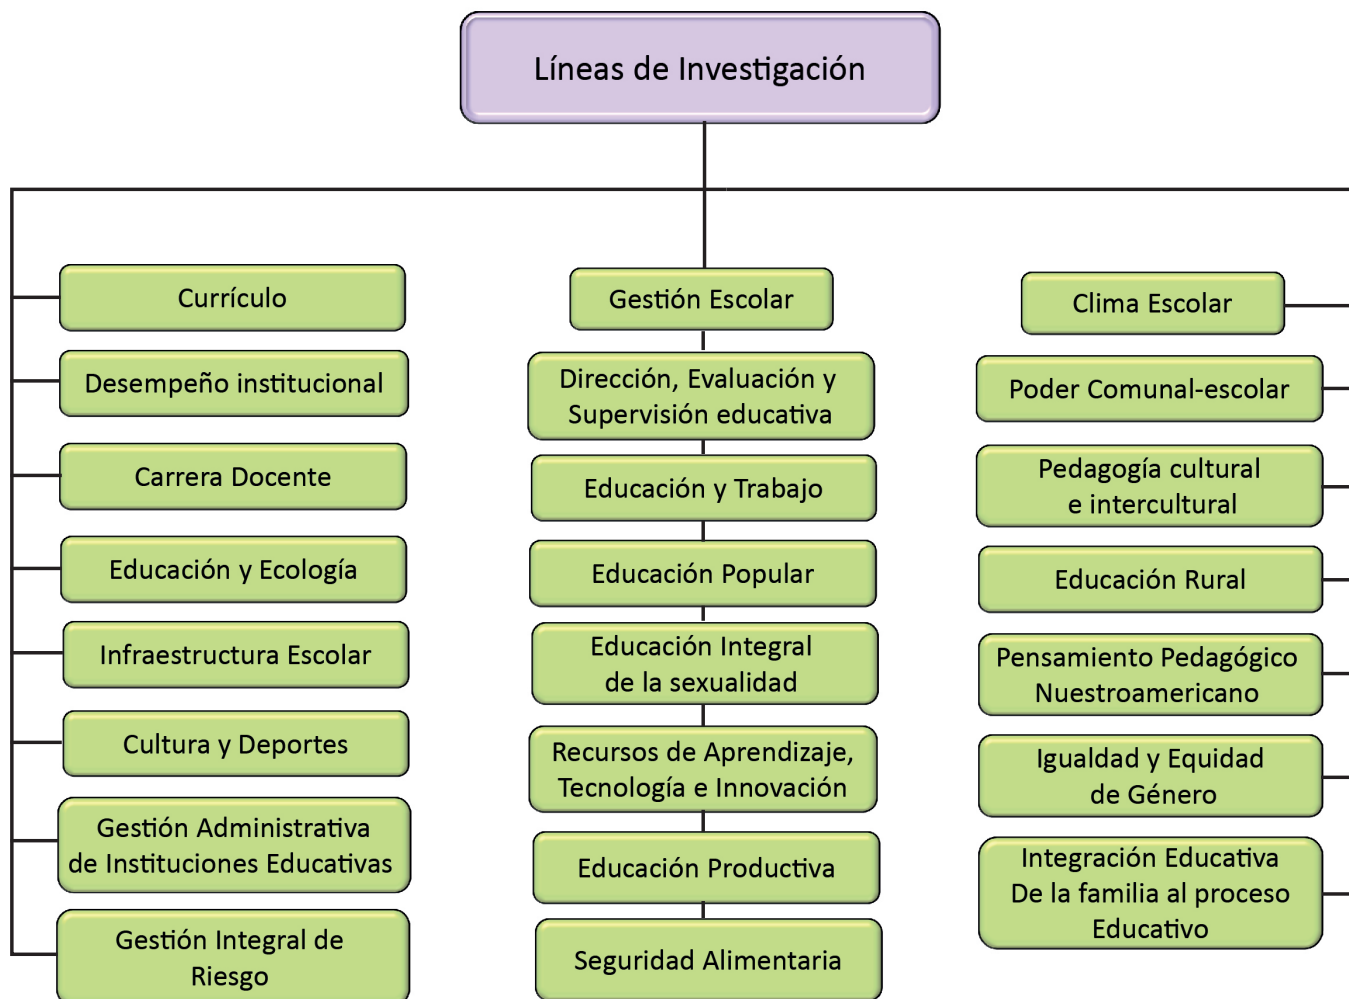 Líneas de Investigación
Currículo
Desempeño institucional
Carrera Docente
Educación y Ecología
Infraestructura Escolar
Cultura y Deportes
Gestión Administrativa
de Instituciones Educativas
Gestión Integral de
Riesgo
Gestión Escolar
Dirección, Evaluación y
Supervisión educativa
Educación y Trabajo
Educación Popular
Educación Integral
de la sexualidad
Recursos de Aprendizaje,
Tecnología e Innovación
Educación Productiva
Seguridad Alimentaria
Clima Escolar
Poder Comunal-escolar
Pedagogía cultural
e intercultural
Educación Rural
Pensamiento Pedagógico
Nuestroamericano
Igualdad y Equidad
de Género
Integración Educativa
De la familia al proceso
Educativo